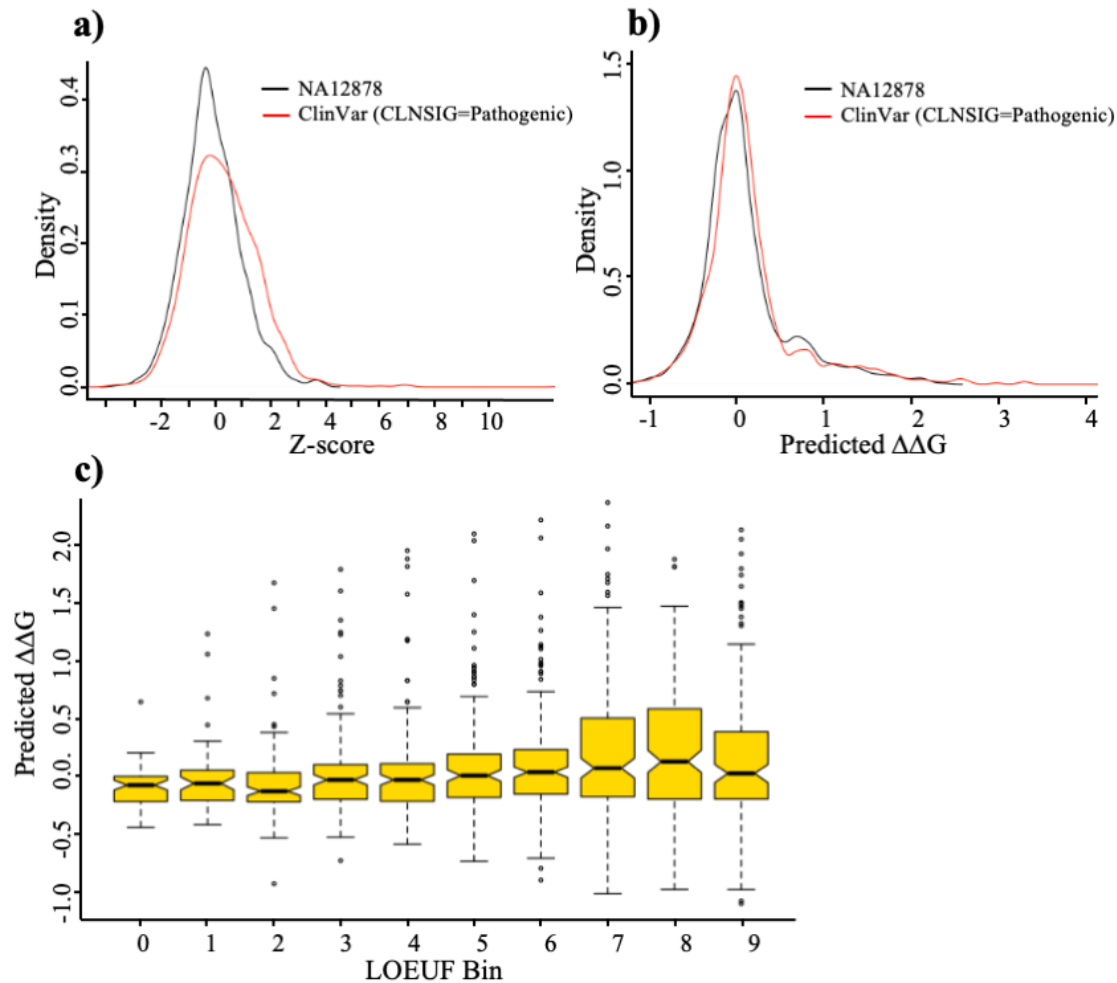 a)
NA12878
ClinVar (CLNSIG=Pathogenic)
Density
0.0 0.1 0.2 0.3 0.4
-2 0 2 4 6 8 10
Z-score
b)
NA12878
ClinVar (CLNSIG=Pathogenic)
Density
0.0 0.5 1.0 1.5
-1 0 1 2 3 4
Predicted ΔΔG
c)
Predicted ΔΔG
-1.0 -0.5 0.0 0.5 1.0 1.5 2.0
0 1 2 3 4 5 6 7 8 9
LOEUF Bin